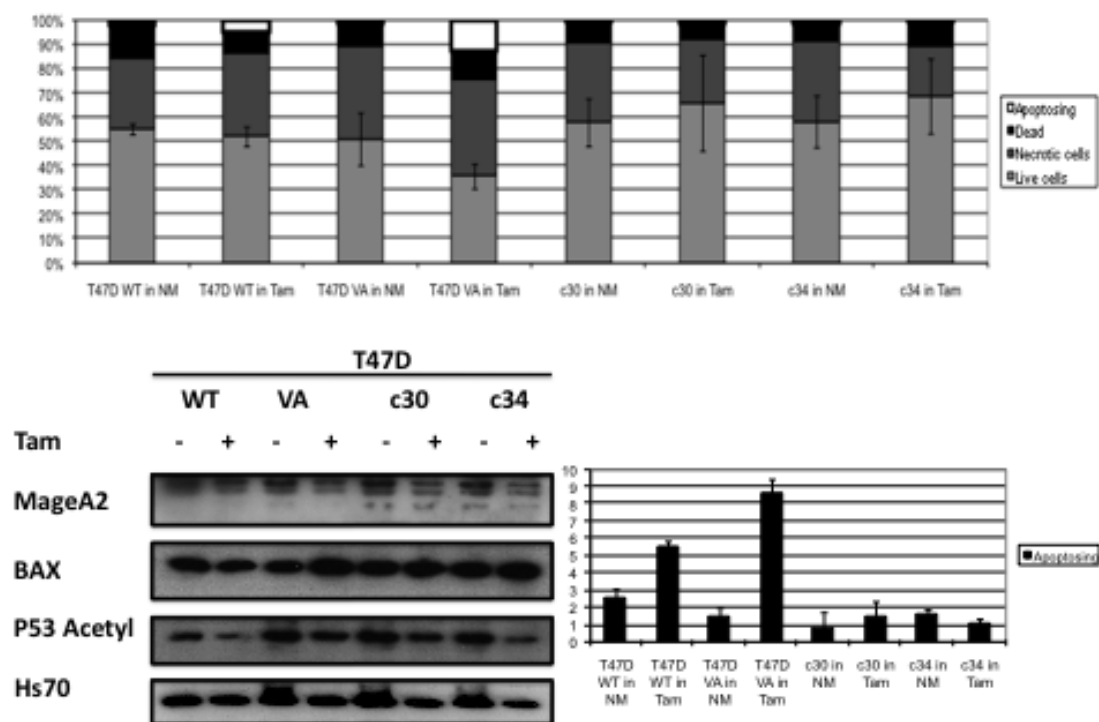 100%
90%
80%
70%
60%
50%
40%
30%
20%
10%
0%
T47D WT in NM T47D WT in Tam T47D VA in NM T47D VA in Tam c30 in NM c30 in Tam c34 in NM c34 in Tam
Apoptosing
Dead
Necrotic cells
Live cells
T47D
WT VA c30 c34
Tam - + - + - + - +
MageA2
BAX
P53 Acetyl
Hs70
10
9
8
7
6
5
4
3
2
1
0
T47D T47D T47D T47D c30 in c30 in c34 in c34 in
WT in WT in VA in VA in NM Tam NM Tam
NM Tam NM Tam
Apoptosing